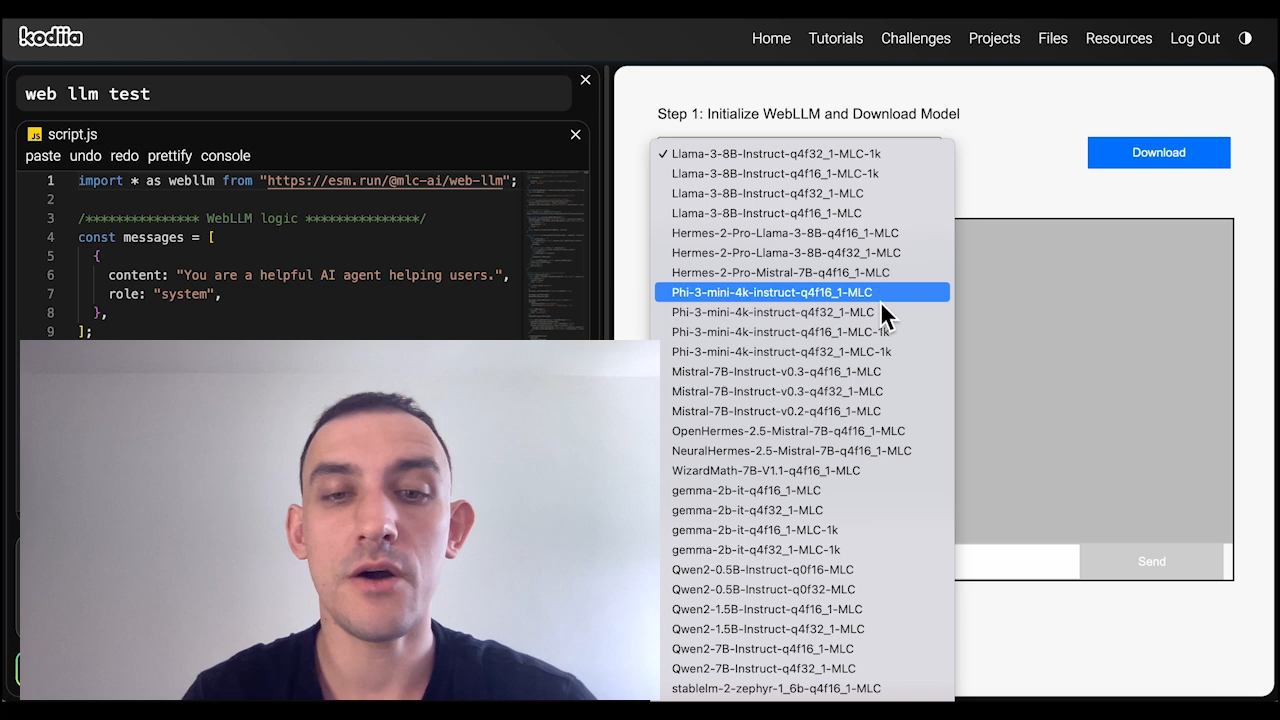 kodiia
Home Tutorials Challenges Projects Files Resources Log Out
web llm test
script.js
paste undo redo prettify console
1 import * as webllm from "https://esm.run/@mlc-ai/web-llm";
2
3 /*************** WebLLM logic ***************/
4 const messages = [
5 {
6 content: "You are a helpful AI agent helping users.",
7 role: "system",
8 },
9 ];
Step 1: Initialize WebLLM and Download Model
Download
✓ Llama-3-8B-Instruct-q4f32_1-MLC-1k
Llama-3-8B-Instruct-q4f16_1-MLC-1k
Llama-3-8B-Instruct-q4f32_1-MLC
Llama-3-8B-Instruct-q4f16_1-MLC
Hermes-2-Pro-Llama-3-8B-q4f16_1-MLC
Hermes-2-Pro-Llama-3-8B-q4f32_1-MLC
Hermes-2-Pro-Mistral-7B-q4f16_1-MLC
Phi-3-mini-4k-instruct-q4f16_1-MLC
Phi-3-mini-4k-instruct-q4f32_1-MLC
Phi-3-mini-4k-instruct-q4f16_1-MLC-1k
Phi-3-mini-4k-instruct-q4f32_1-MLC-1k
Mistral-7B-Instruct-v0.3-q4f16_1-MLC
Mistral-7B-Instruct-v0.3-q4f32_1-MLC
Mistral-7B-Instruct-v0.2-q4f16_1-MLC
OpenHermes-2.5-Mistral-7B-q4f16_1-MLC
NeuralHermes-2.5-Mistral-7B-q4f16_1-MLC
WizardMath-7B-V1.1-q4f16_1-MLC
gemma-2b-it-q4f16_1-MLC
gemma-2b-it-q4f32_1-MLC
gemma-2b-it-q4f16_1-MLC-1k
gemma-2b-it-q4f32_1-MLC-1k
Qwen2-0.5B-Instruct-q0f16-MLC
Qwen2-0.5B-Instruct-q0f32-MLC
Qwen2-1.5B-Instruct-q4f16_1-MLC
Qwen2-1.5B-Instruct-q4f32_1-MLC
Qwen2-7B-Instruct-q4f16_1-MLC
Qwen2-7B-Instruct-q4f32_1-MLC
stablelm-2-zephyr-1_6b-q4f16_1-MLC
Send